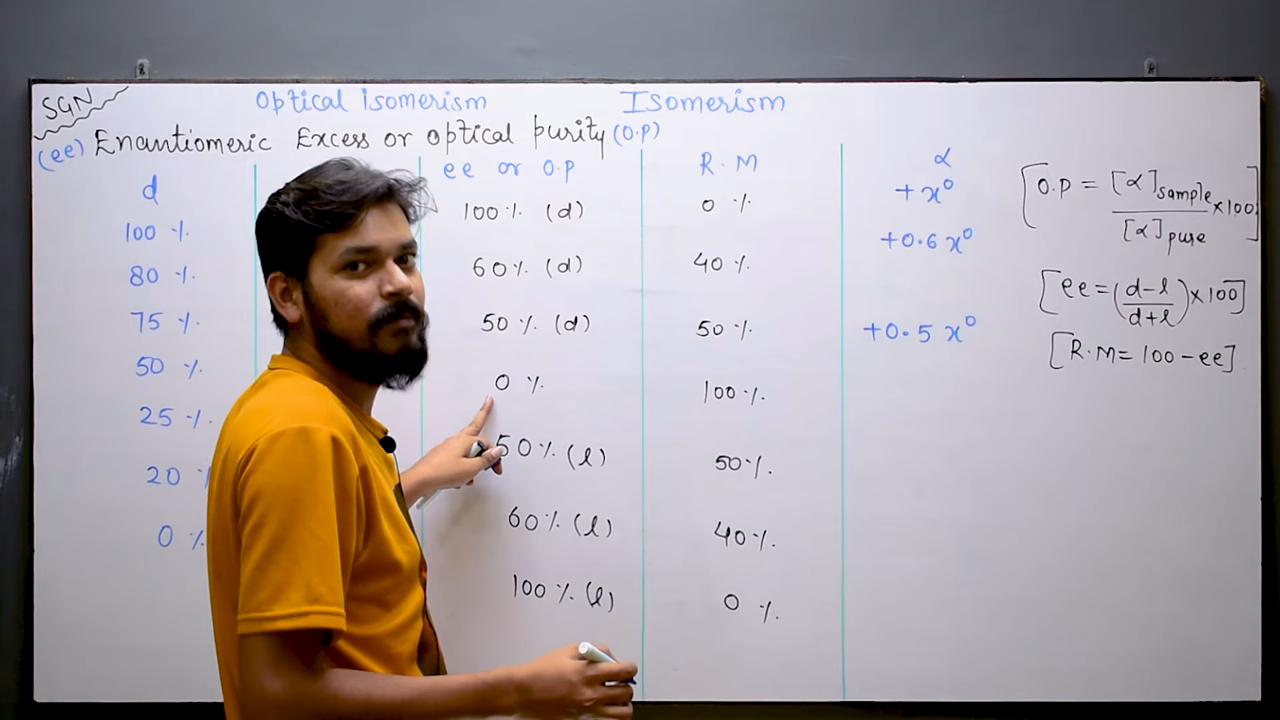 SGN
Optical isomerism Isomerism
(ee) Enantiomeric Excess or optical purity (O.P)
d ee or O.P R.M α
100 % 100 % (d) 0 % + x°
80 % 60 % (d) 40 % +0.6 x°
75 % 50 % (d) 50 % +0.5 x°
50 % 0 % 100 %
25 % 50 % (l) 50 %
20 % 60 % (l) 40 %
0 % 100 % (l) 0 %
[O.P = [α]sample / [α]pure × 100]
[ee = (d-l / d+l) × 100]
[R.M = 100 - ee]